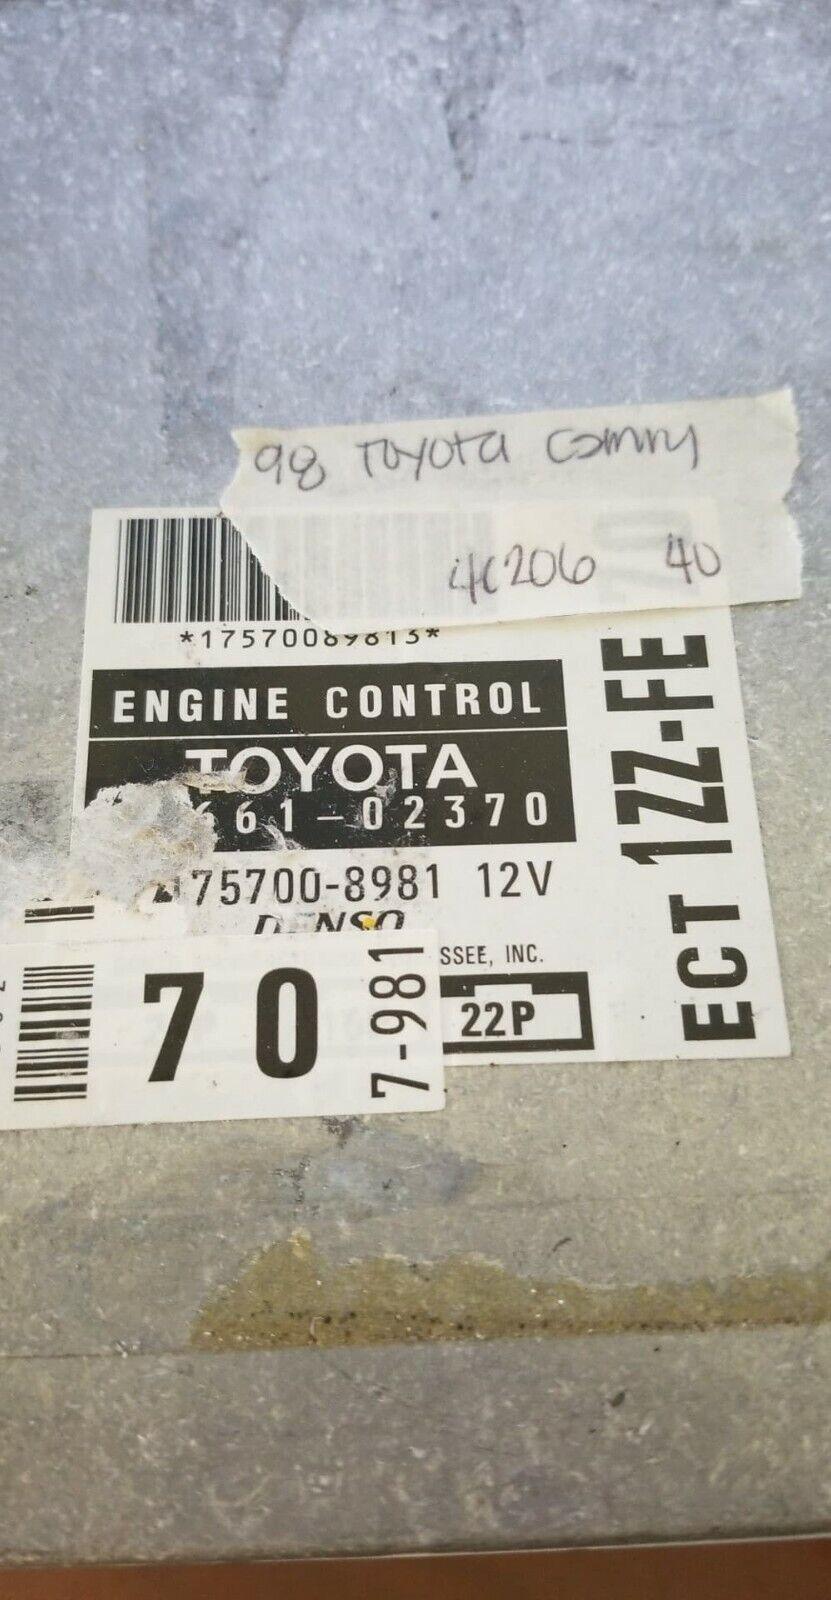 98 TOYOTA Camry
4C206 40
*17570089813*
ENGINE CONTROL
TOYOTA
661-02370
175700-8981 12V
DENSO
SSEE, INC.
22P
70
7-981
ECT 1ZZ-FE